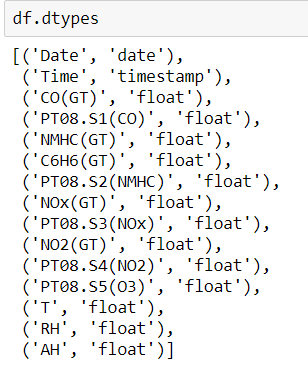 df.dtypes
[('Date', 'date'),
('Time', 'timestamp'),
('CO(GT)', 'float'),
('PT08.S1(CO)', 'float'),
('NMHC(GT)', 'float'),
('C6H6(GT)', 'float'),
('PT08.S2(NMHC)', 'float'),
('NOx(GT)', 'float'),
('PT08.S3(NOx)', 'float'),
('NO2(GT)', 'float'),
('PT08.S4(NO2)', 'float'),
('PT08.S5(O3)', 'float'),
('T', 'float'),
('RH', 'float'),
('AH', 'float')]